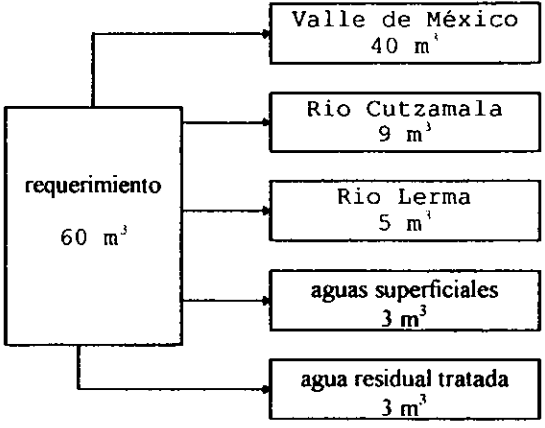 Valle de México
40 m³
Rio Cutzamala
9 m³
requerimiento
60 m³
Rio Lerma
5 m³
aguas superficiales
3 m³
agua residual tratada
3 m³